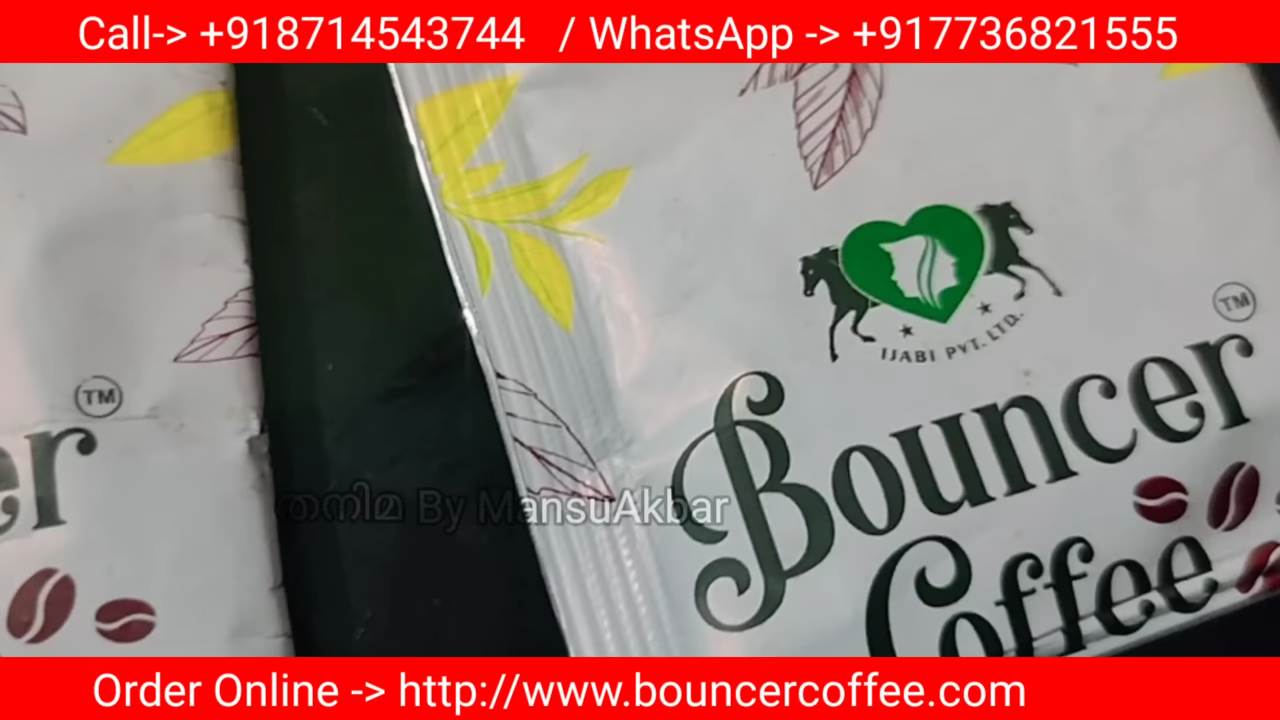 Call-> +918714543744 / WhatsApp -> +917736821555
TM
IJABI PVT. LTD.
Bouncer
TM
er
Coffee
തനിമ By MansuAkbar
Order Online -> http://www.bouncercoffee.com